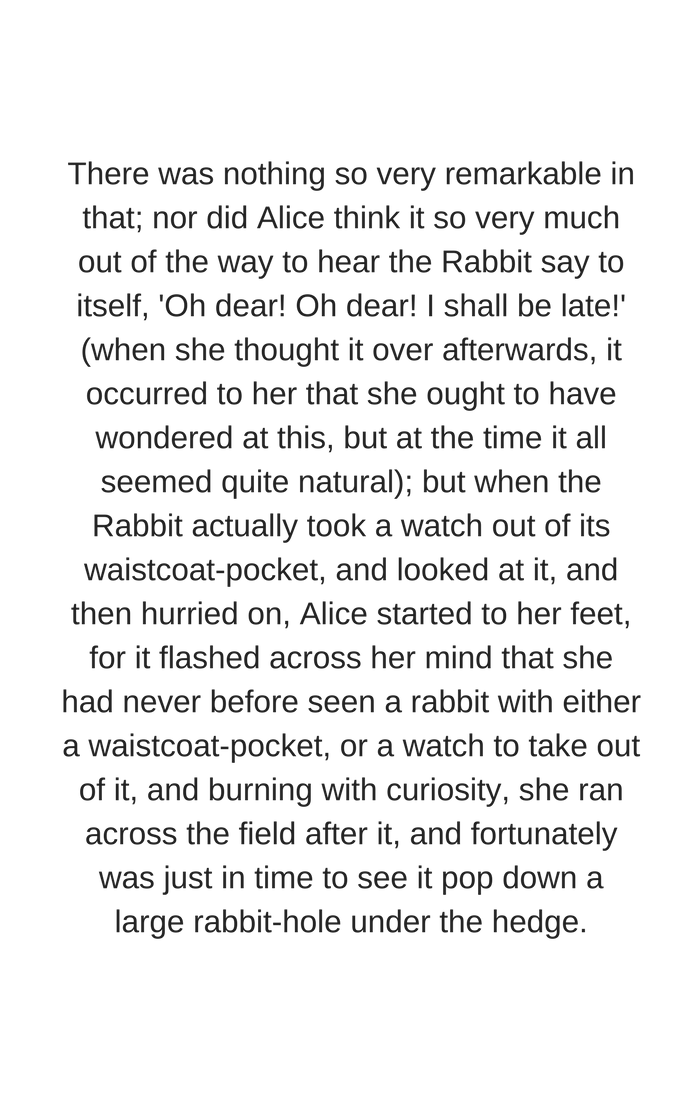 There was nothing so very remarkable in
that; nor did Alice think it so very much
out of the way to hear the Rabbit say to
itself, 'Oh dear! Oh dear! I shall be late!'
(when she thought it over afterwards, it
occurred to her that she ought to have
wondered at this, but at the time it all
seemed quite natural); but when the
Rabbit actually took a watch out of its
waistcoat-pocket, and looked at it, and
then hurried on, Alice started to her feet,
for it flashed across her mind that she
had never before seen a rabbit with either
a waistcoat-pocket, or a watch to take out
of it, and burning with curiosity, she ran
across the field after it, and fortunately
was just in time to see it pop down a
large rabbit-hole under the hedge.